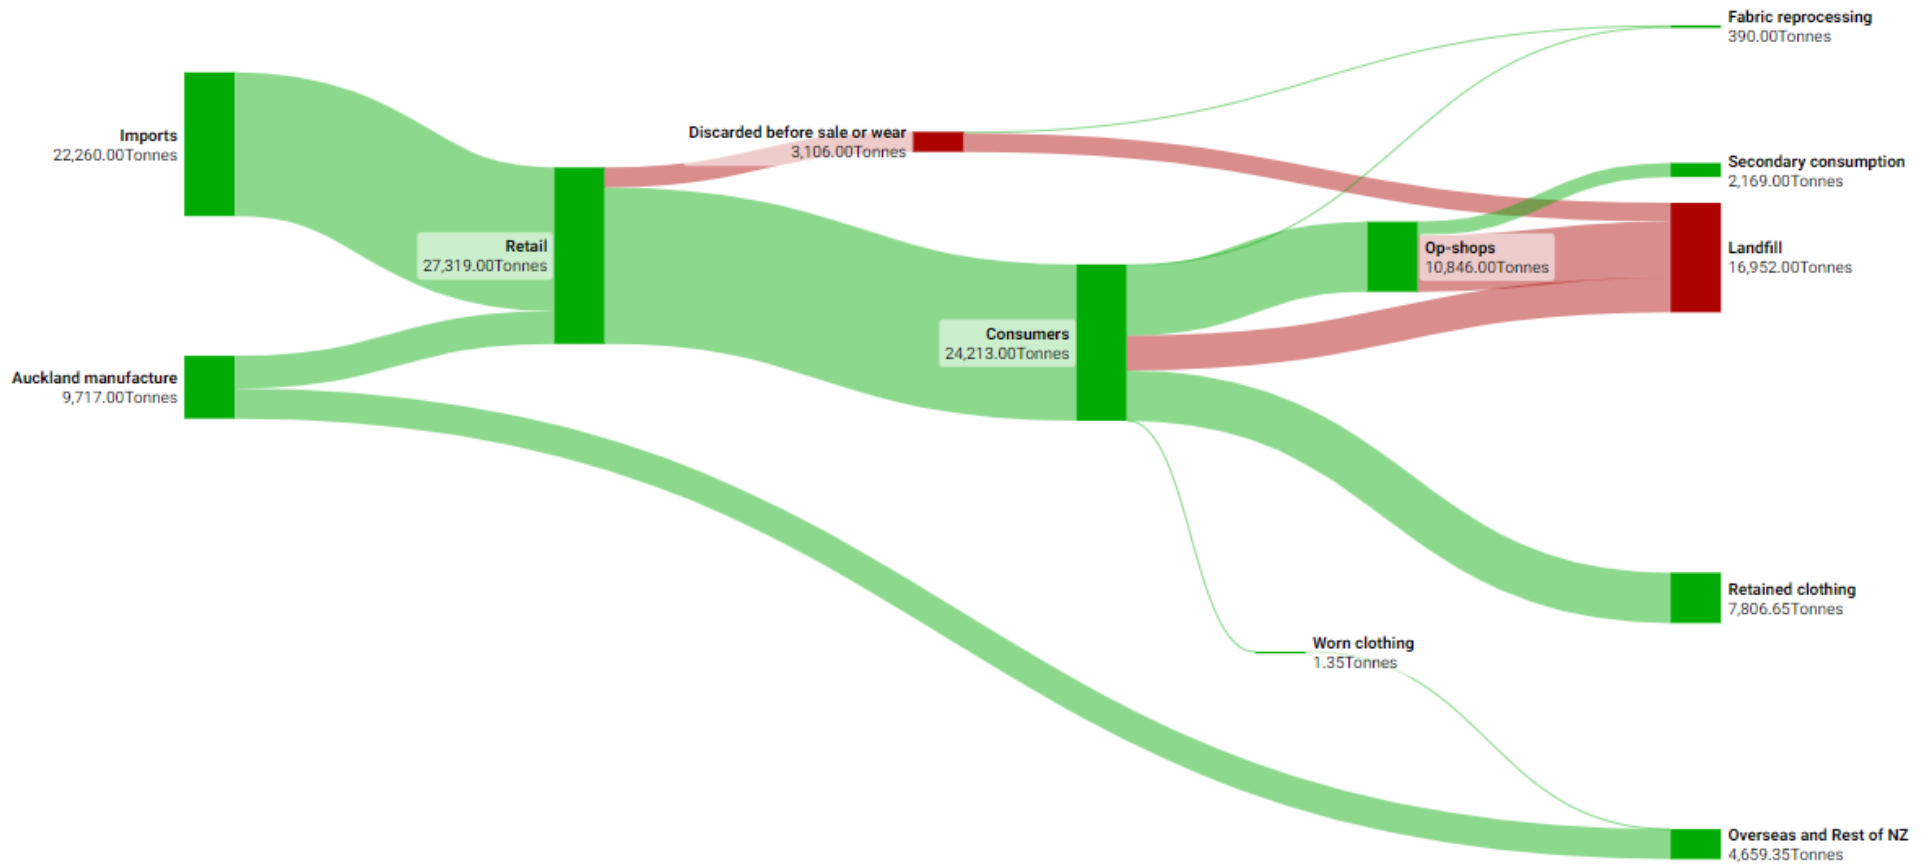 Fabric reprocessing
390.00Tonnes
Imports
22,260.00Tonnes
Discarded before sale or wear
3,106.00Tonnes
Secondary consumption
2,169.00Tonnes
Retail
27,319.00Tonnes
Op-shops
10,846.00Tonnes
Landfill
16,952.00Tonnes
Consumers
24,213.00Tonnes
Auckland manufacture
9,717.00Tonnes
Retained clothing
7,806.65Tonnes
Worn clothing
1.35Tonnes
Overseas and Rest of NZ
4,659.35Tonnes